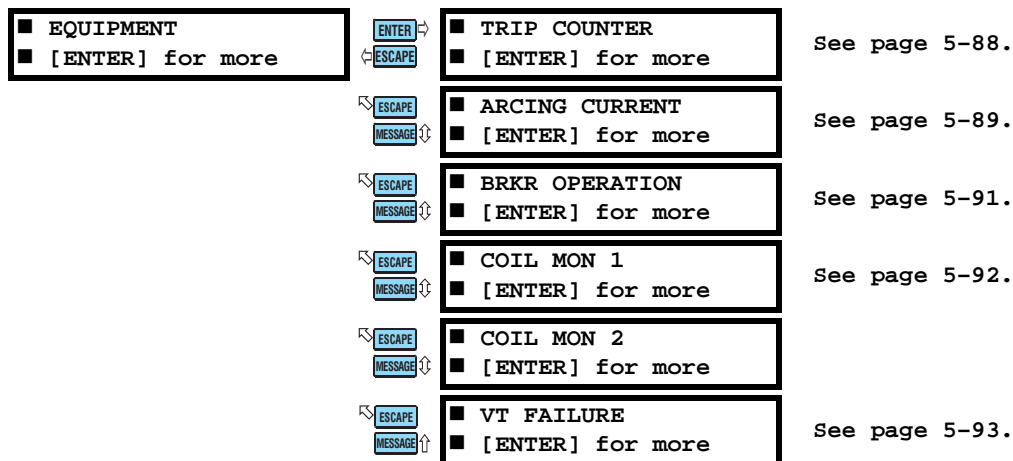 ■ EQUIPMENT
■ [ENTER] for more
ENTER
ESCAPE
■ TRIP COUNTER
■ [ENTER] for more
See page 5–88.
ESCAPE
MESSAGE
■ ARCING CURRENT
■ [ENTER] for more
See page 5–89.
ESCAPE
MESSAGE
■ BRKR OPERATION
■ [ENTER] for more
See page 5–91.
ESCAPE
MESSAGE
■ COIL MON 1
■ [ENTER] for more
See page 5–92.
ESCAPE
MESSAGE
■ COIL MON 2
■ [ENTER] for more
ESCAPE
MESSAGE
■ VT FAILURE
■ [ENTER] for more
See page 5–93.